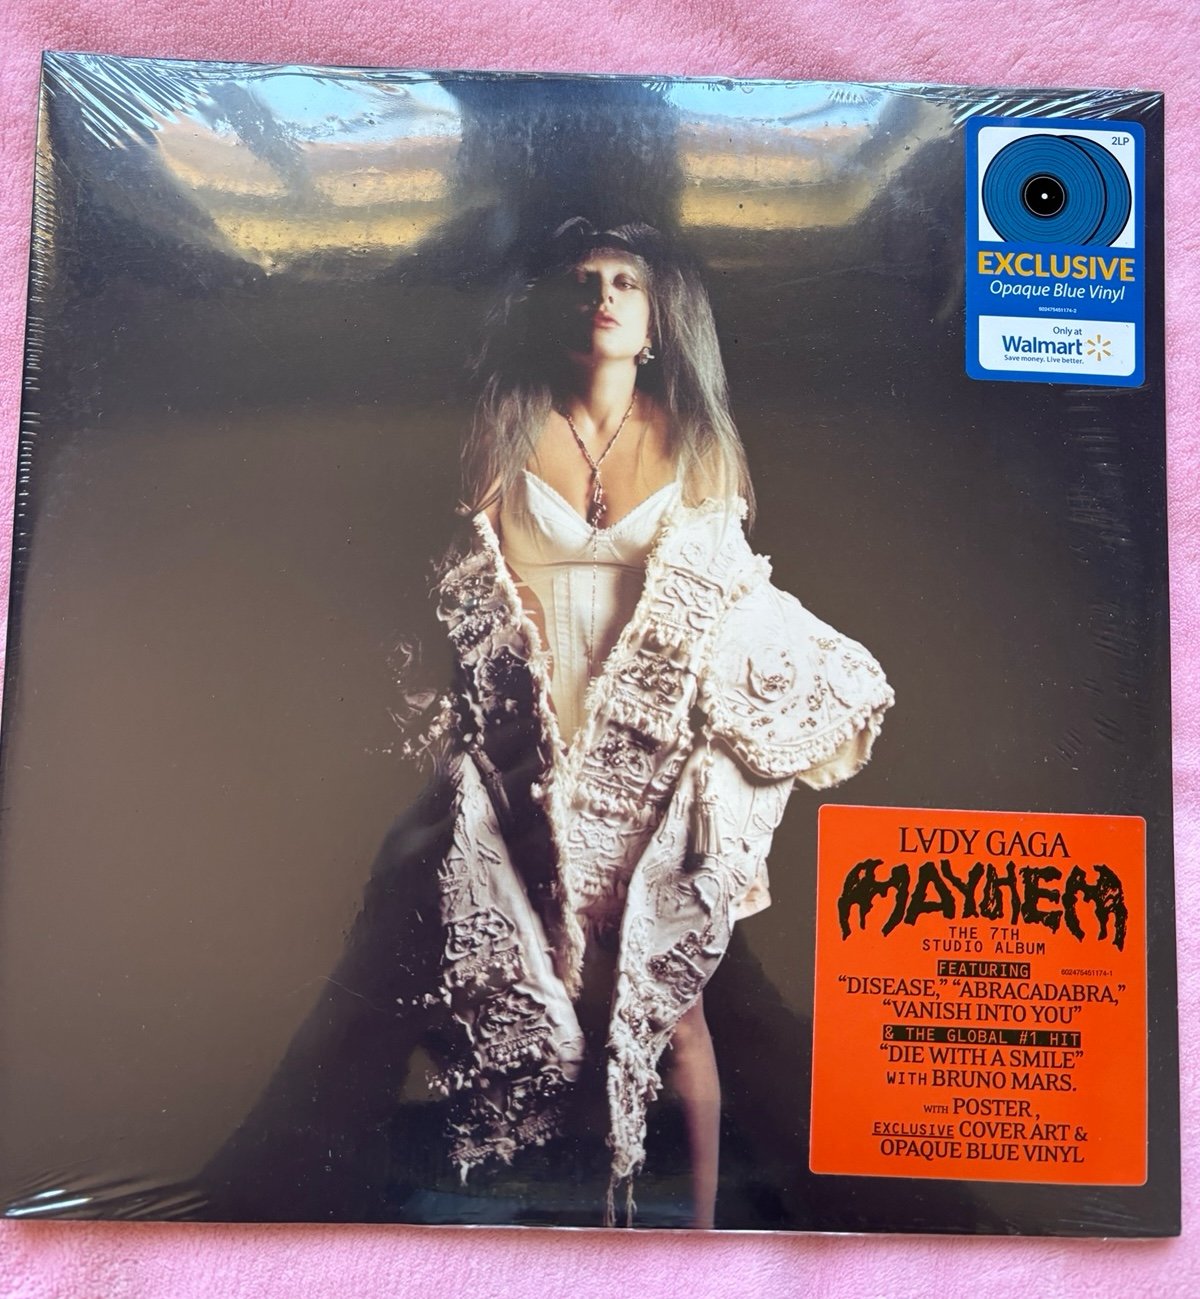 2LP
EXCLUSIVE
Opaque Blue Vinyl
602475451174-2
Only at
Walmart
Save money. Live better.
LVDY GAGA
MAYHEM
THE 7TH
STUDIO ALBUM
FEATURING
602475451174-1
“DISEASE,” “ABRACADABRA,”
“VANISH INTO YOU”
& THE GLOBAL #1 HIT
“DIE WITH A SMILE”
WITH BRUNO MARS.
WITH POSTER,
EXCLUSIVE COVER ART &
OPAQUE BLUE VINYL